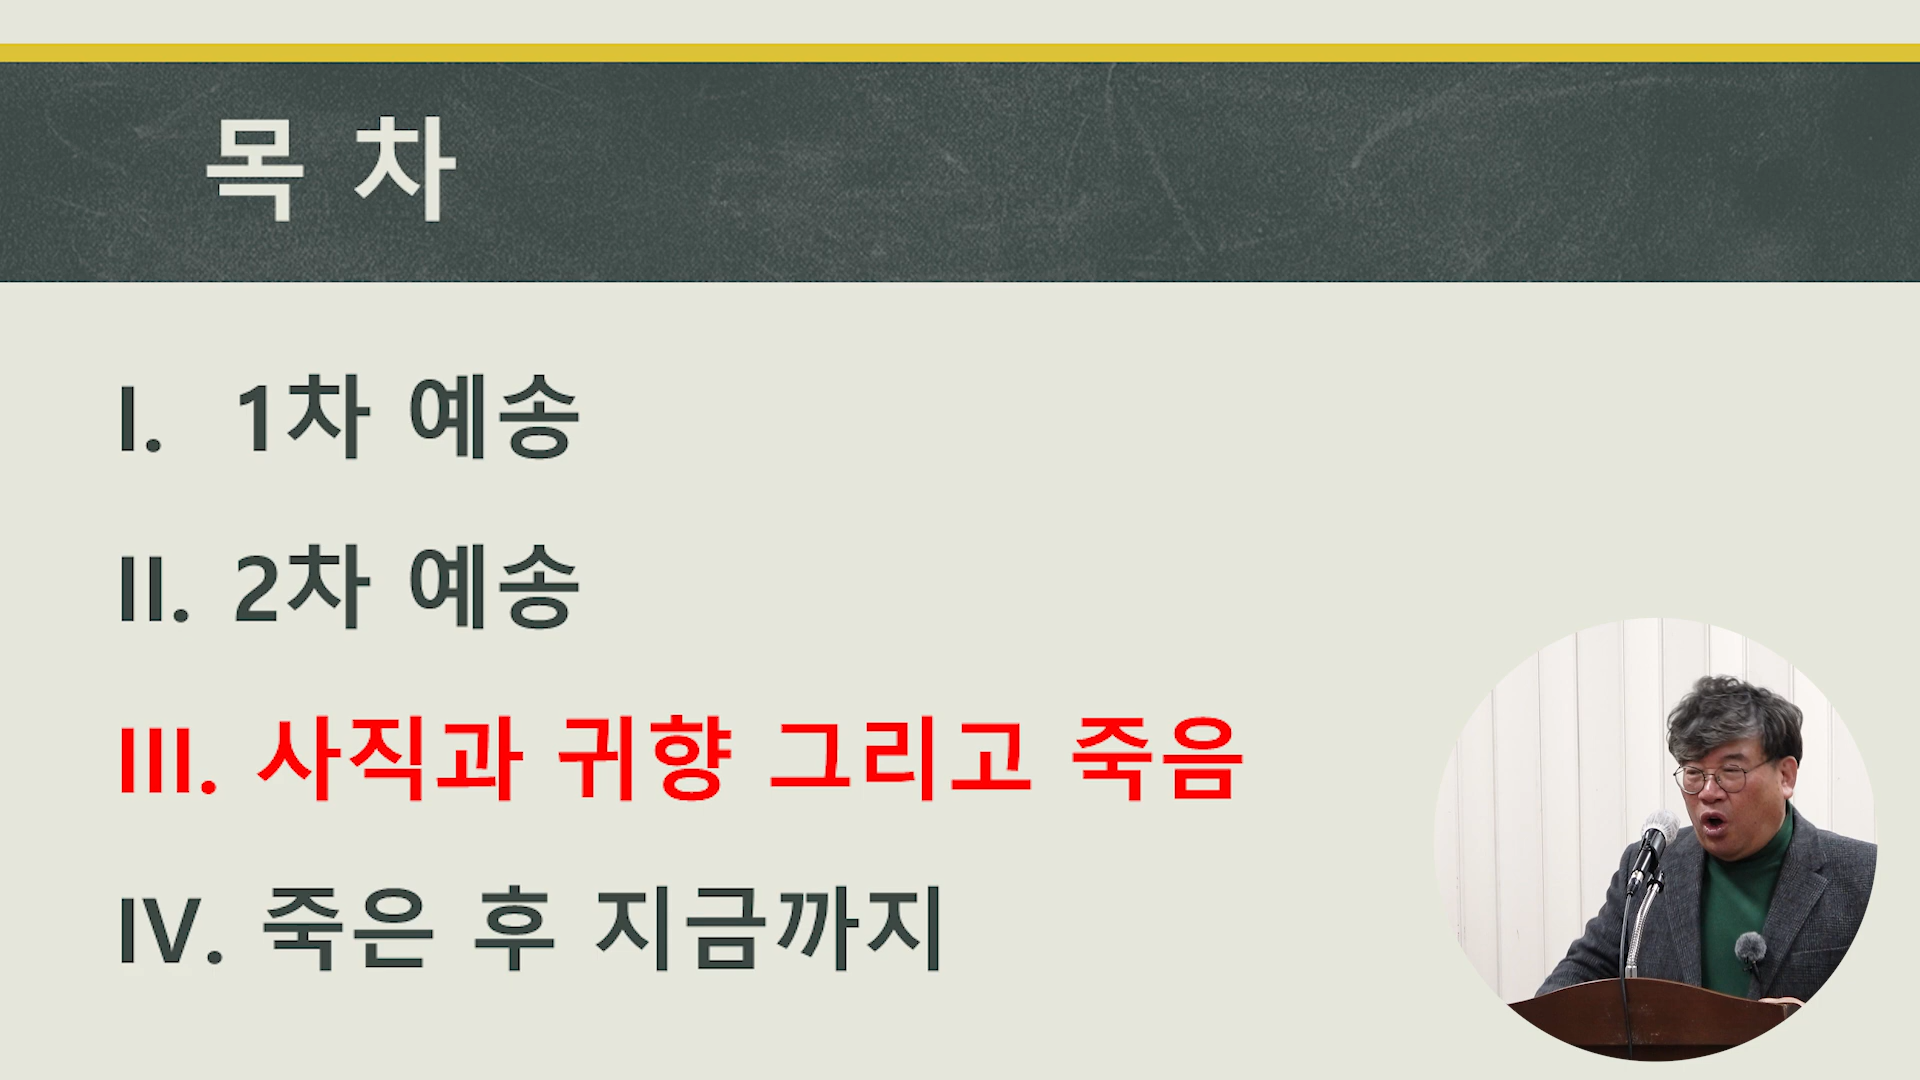 목 차
I. 1차 예송
II. 2차 예송
III. 사직과 귀향 그리고 죽음
IV. 죽은 후 지금까지